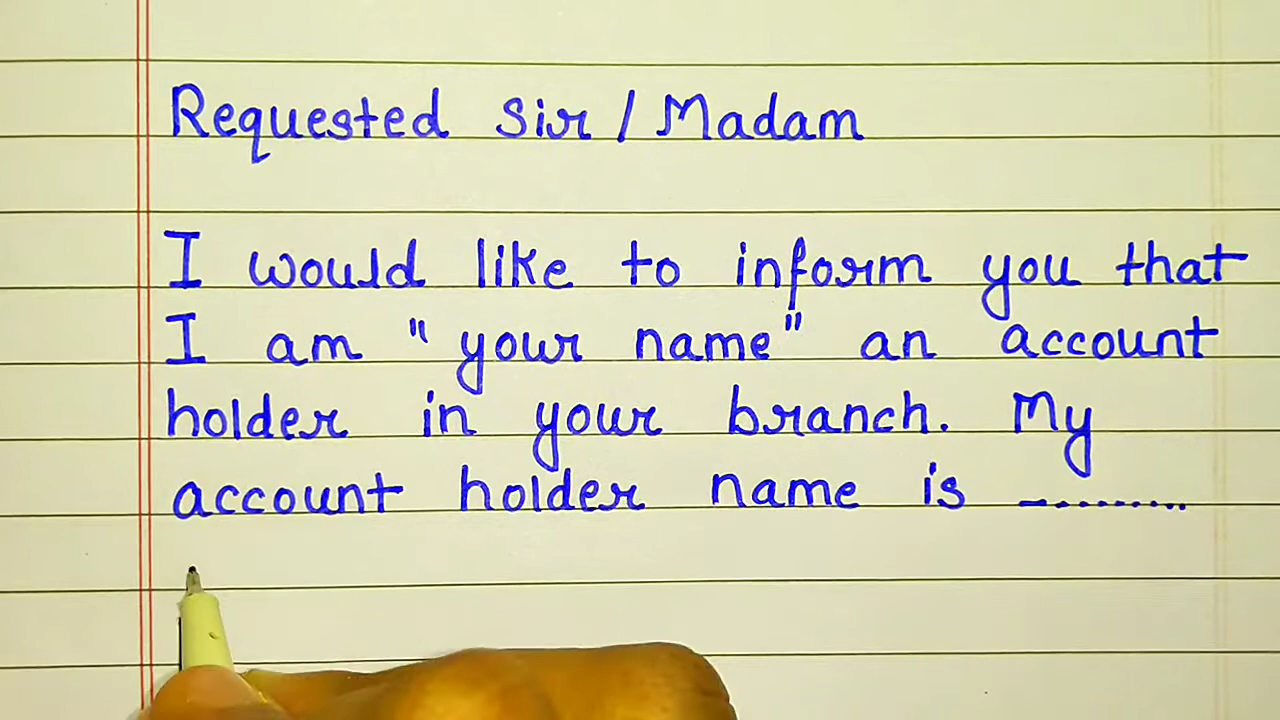 Requested Sir / Madam
I would like to inform you that
I am "your name" an account
holder in your branch. My
account holder name is ..........